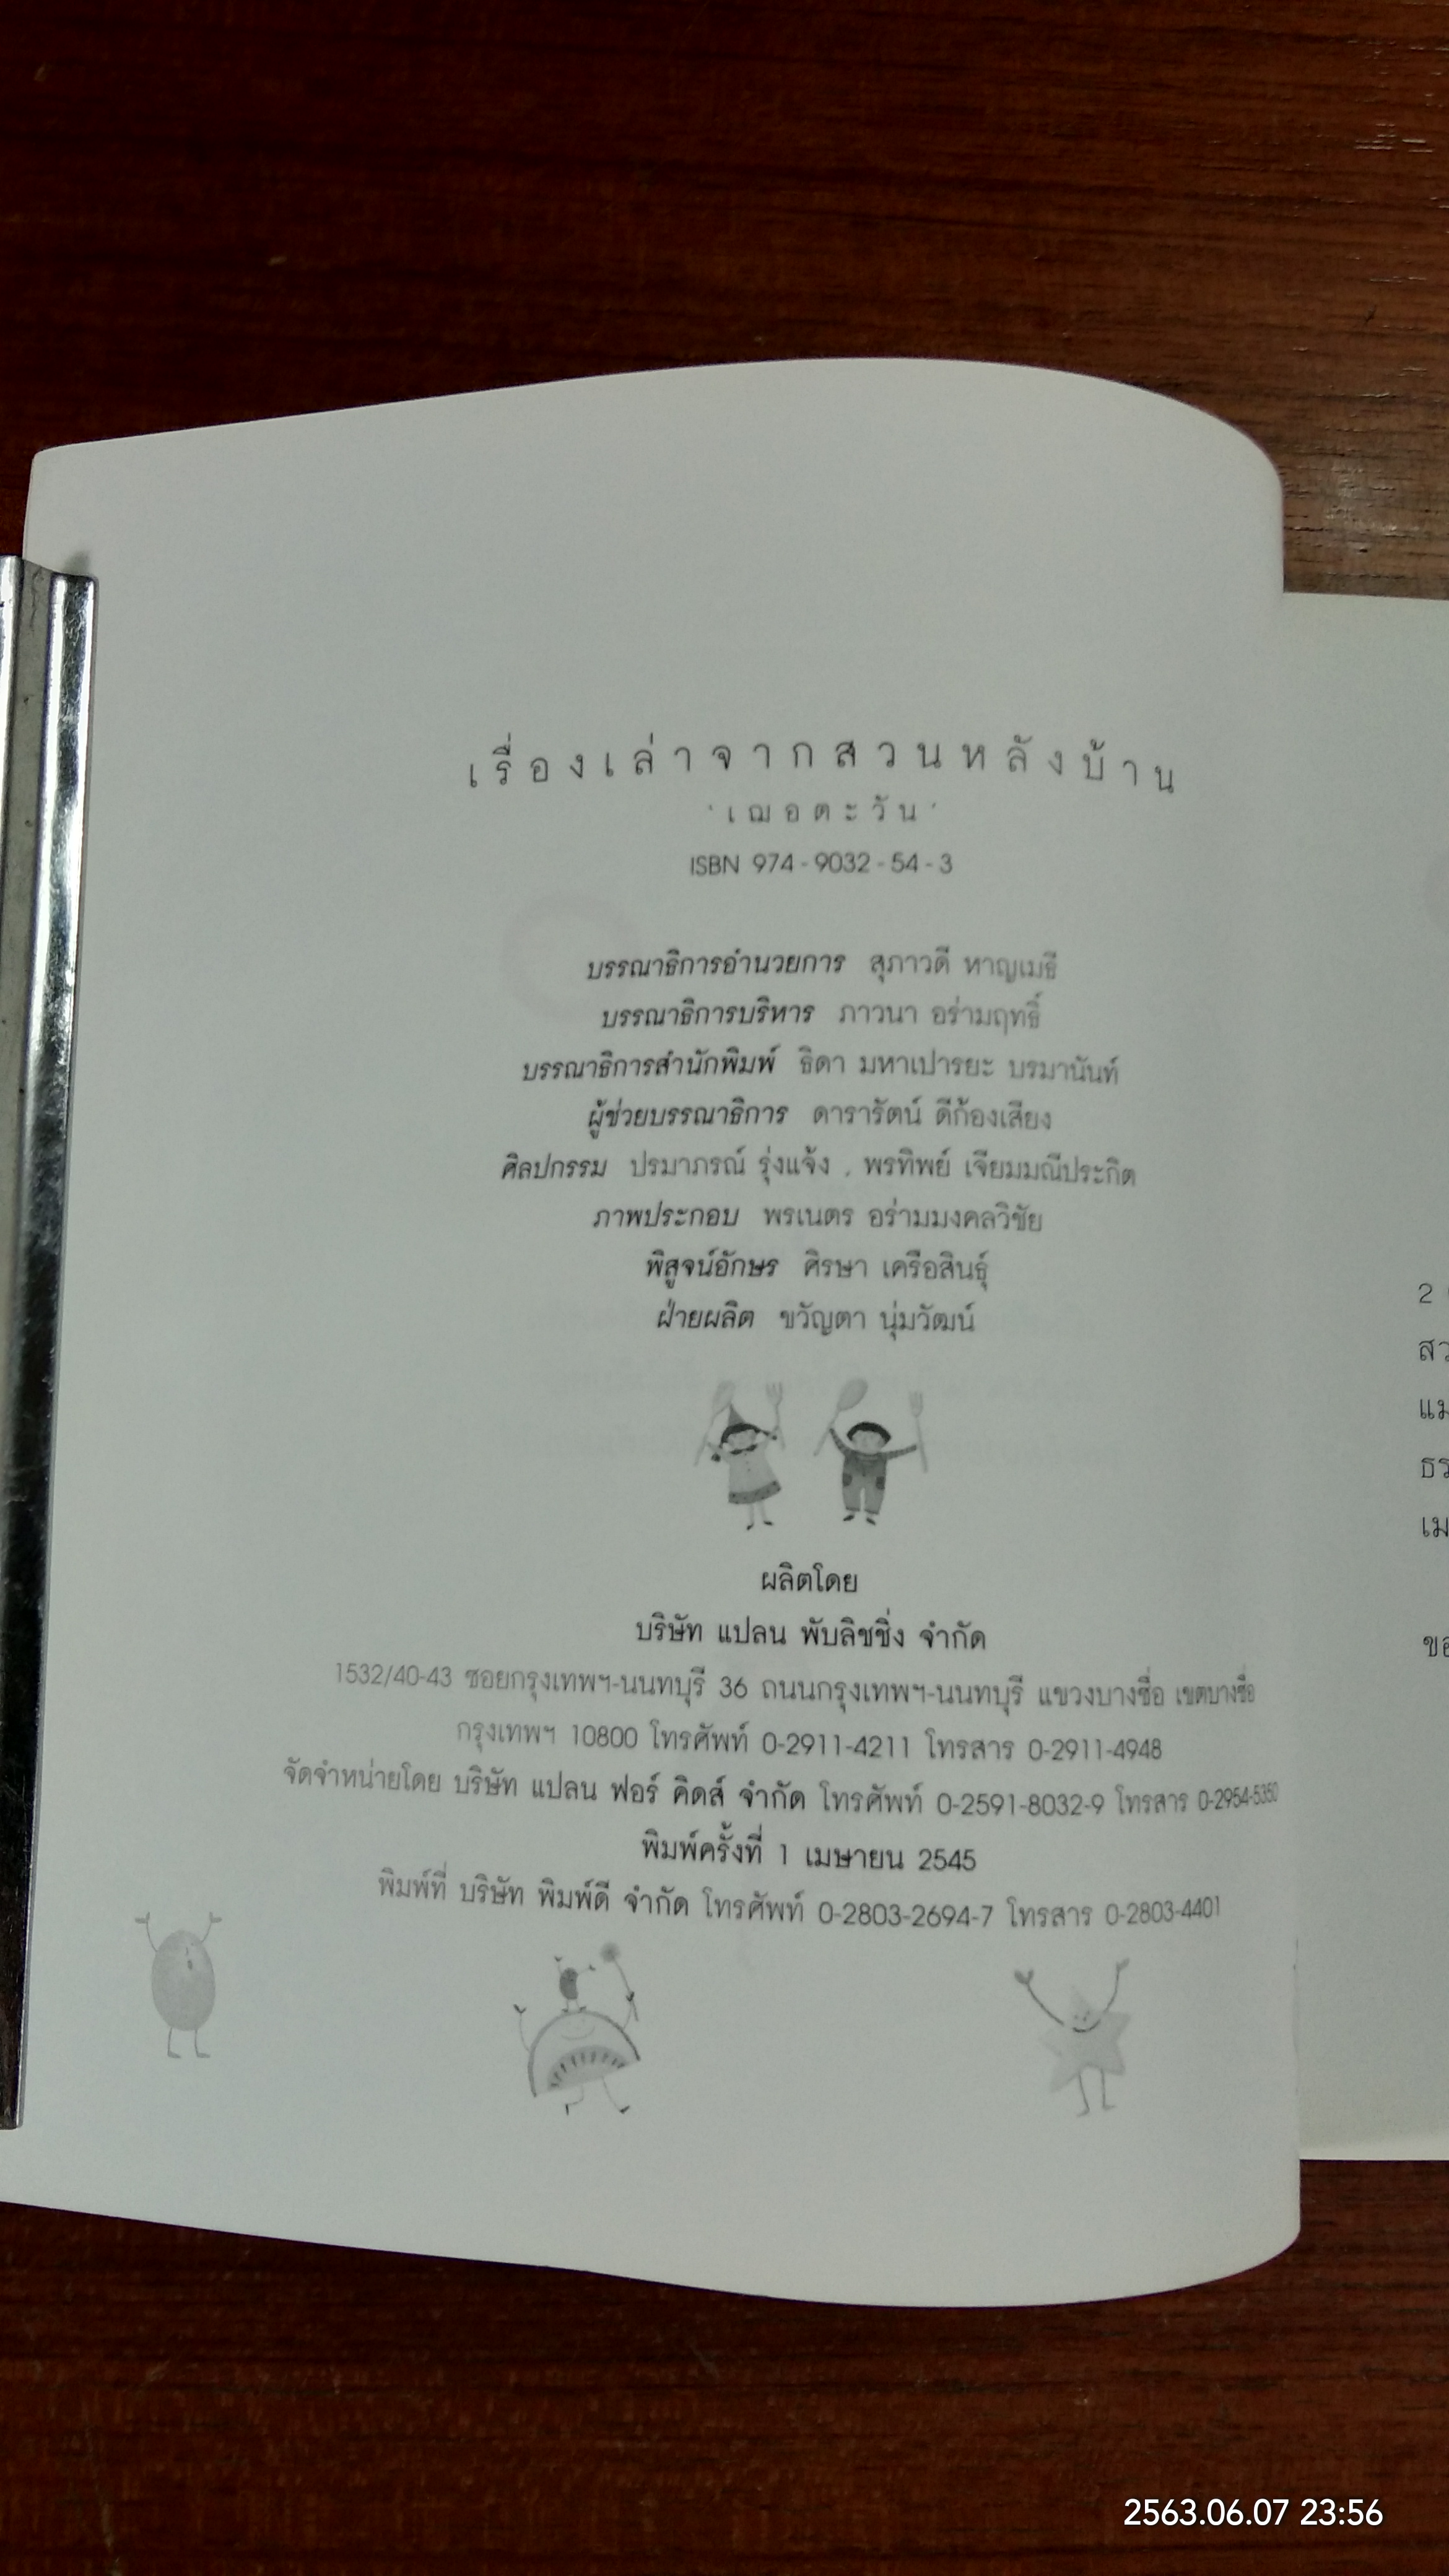 เรื่องเล่าจากสวนหลังบ้าน
'เฌอตะวัน'
ISBN 974-9032-54-3
บรรณาธิการอำนวยการ สุภาวดี หาญเมธี
บรรณาธิการบริหาร ภาวนา อร่ามฤทธิ์
บรรณาธิการสำนักพิมพ์ ธิดา มหาเปารยะ บรมานันท์
ผู้ช่วยบรรณาธิการ ดารารัตน์ ดีก้องเสียง
ศิลปกรรม ปรมาภรณ์ รุ่งแจ้ง , พรทิพย์ เจียมมณีประกิต
ภาพประกอบ พรเนตร อร่ามมงคลวิชัย
พิสูจน์อักษร ศิรษา เครือสินธุ์
ฝ่ายผลิต ขวัญตา นุ่มวัฒน์
ผลิตโดย
บริษัท แปลน พับลิชชิ่ง จำกัด
1532/40-43 ซอยกรุงเทพฯ-นนทบุรี 36 ถนนกรุงเทพฯ-นนทบุรี แขวงบางซื่อ เขตบางซื่อ
กรุงเทพฯ 10800 โทรศัพท์ 0-2911-4211 โทรสาร 0-2911-4948
จัดจำหน่ายโดย บริษัท แปลน ฟอร์ คิดส์ จำกัด โทรศัพท์ 0-2591-8032-9 โทรสาร 0-2954-5350
พิมพ์ครั้งที่ 1 เมษายน 2545
พิมพ์ที่ บริษัท พิมพ์ดี จำกัด โทรศัพท์ 0-2803-2694-7 โทรสาร 0-2803-4401
2
2563.06.07 23:56